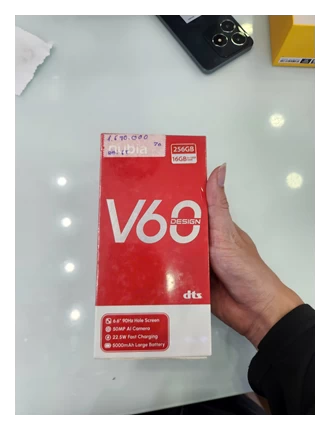 nubia
256GB
16GB
V60
DESIGN
dts
6.6" 90Hz Hole Screen
50MP AI Camera
22.5W Fast Charging
5000mAh Large Battery